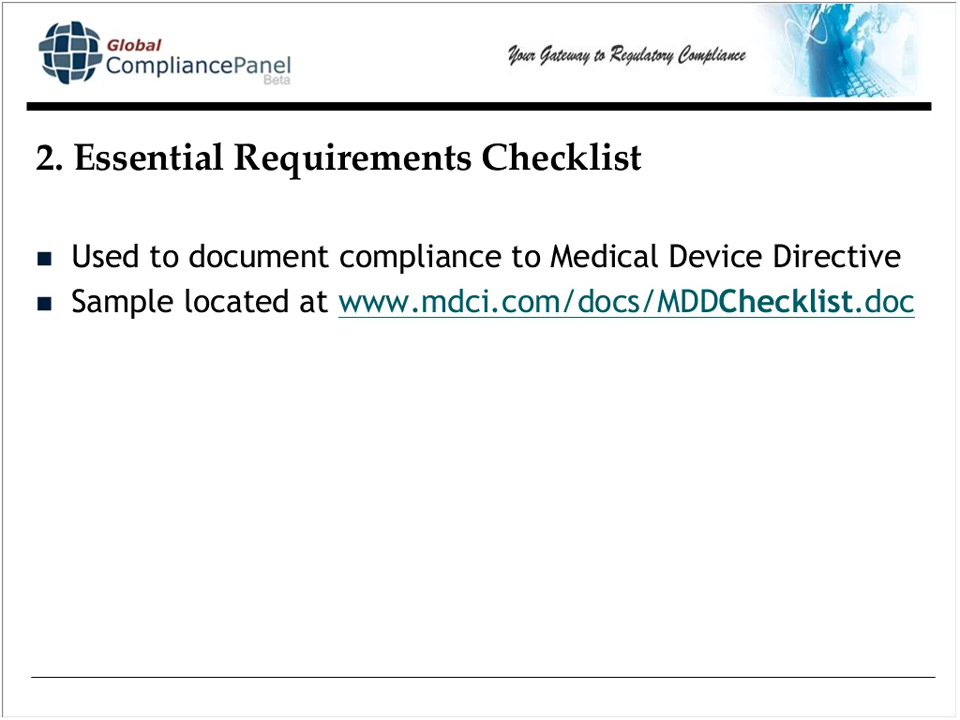 Global
CompliancePanel
Beta
Your Gateway to Regulatory Compliance
2. Essential Requirements Checklist
Used to document compliance to Medical Device Directive
Sample located at www.mdci.com/docs/MDDChecklist.doc